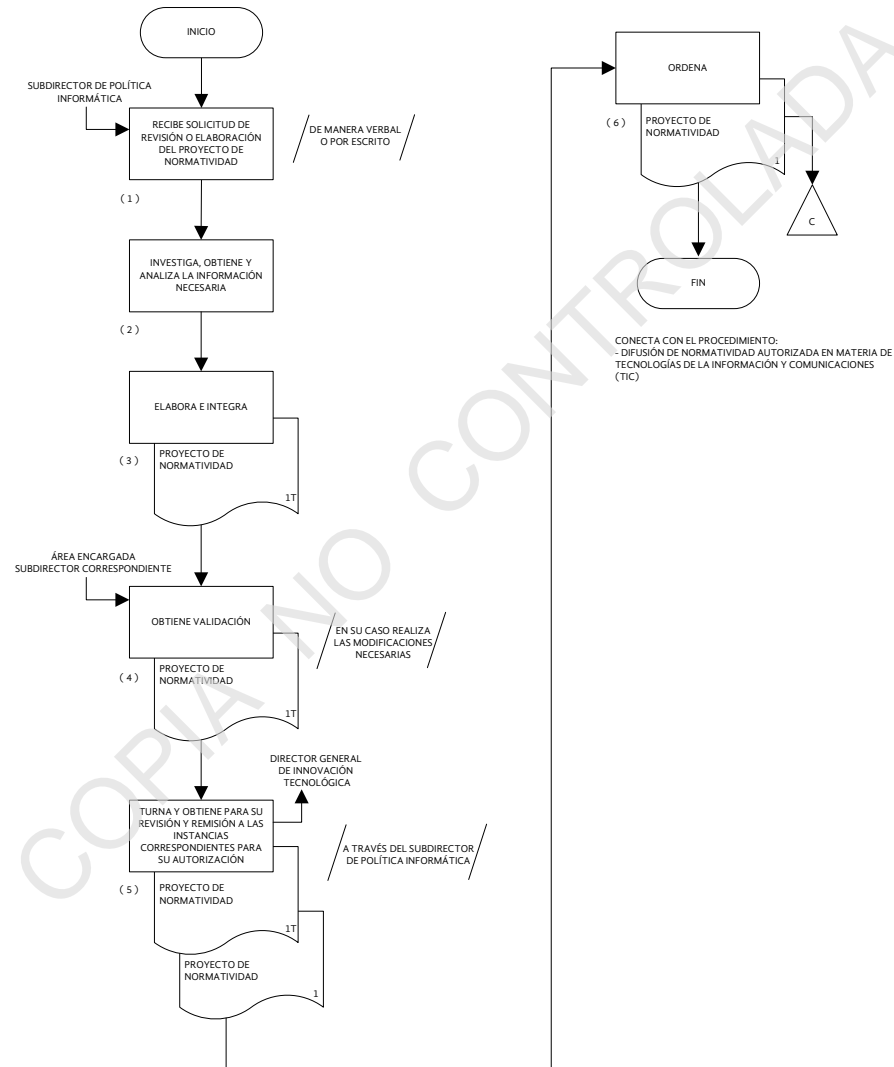 INICIO
SUBDIRECTOR DE POLÍTICA
INFORMÁTICA
RECIBE SOLICITUD DE
REVISIÓN O ELABORACIÓN
DEL PROYECTO DE
NORMATIVIDAD
DE MANERA VERBAL
O POR ESCRITO
( 1 )
INVESTIGA, OBTIENE Y
ANALIZA LA INFORMACIÓN
NECESARIA
( 2 )
ELABORA E INTEGRA
( 3 )
PROYECTO DE
NORMATIVIDAD
1T
ÁREA ENCARGADA
SUBDIRECTOR CORRESPONDIENTE
OBTIENE VALIDACIÓN
EN SU CASO REALIZA
LAS MODIFICACIONES
NECESARIAS
( 4 )
PROYECTO DE
NORMATIVIDAD
1T
DIRECTOR GENERAL
DE INNOVACIÓN
TECNOLÓGICA
TURNA Y OBTIENE PARA SU
REVISIÓN Y REMISIÓN A LAS
INSTANCIAS
CORRESPONDIENTES PARA
SU AUTORIZACIÓN
A TRAVÉS DEL SUBDIRECTOR
DE POLÍTICA INFORMÁTICA
( 5 )
PROYECTO DE
NORMATIVIDAD
1T
PROYECTO DE
NORMATIVIDAD
1
ORDENA
( 6 )
PROYECTO DE
NORMATIVIDAD
1
C
FIN
CONECTA CON EL PROCEDIMIENTO:
- DIFUSIÓN DE NORMATIVIDAD AUTORIZADA EN MATERIA DE
TECNOLOGÍAS DE LA INFORMACIÓN Y COMUNICACIONES
(TIC)
COPIA NO CONTROLADA